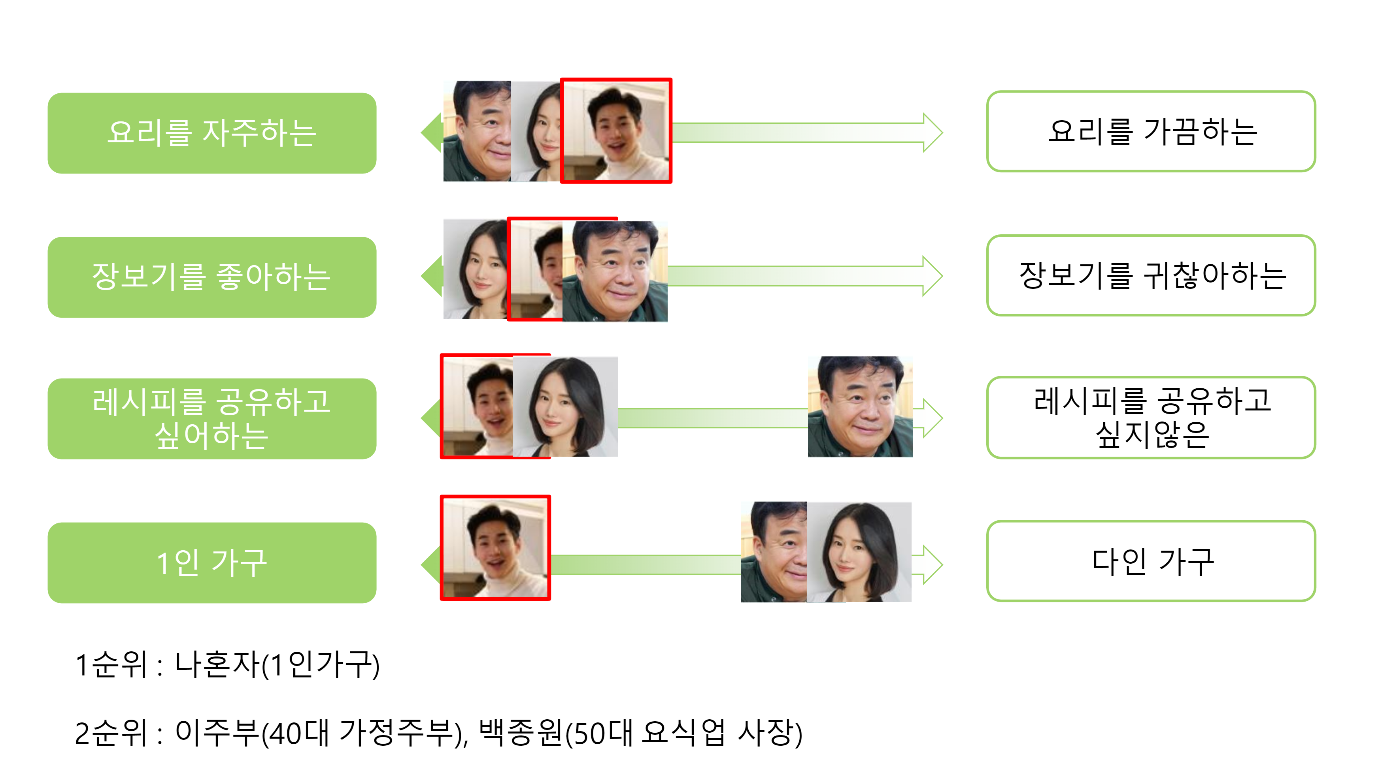 요리를 자주하는
요리를 가끔하는
장보기를 좋아하는
장보기를 귀찮아하는
레시피를 공유하고
싶어하는
레시피를 공유하고
싶지않은
1인 가구
다인 가구
1순위 : 나혼자(1인가구)
2순위 : 이주부(40대 가정주부), 백종원(50대 요식업 사장)